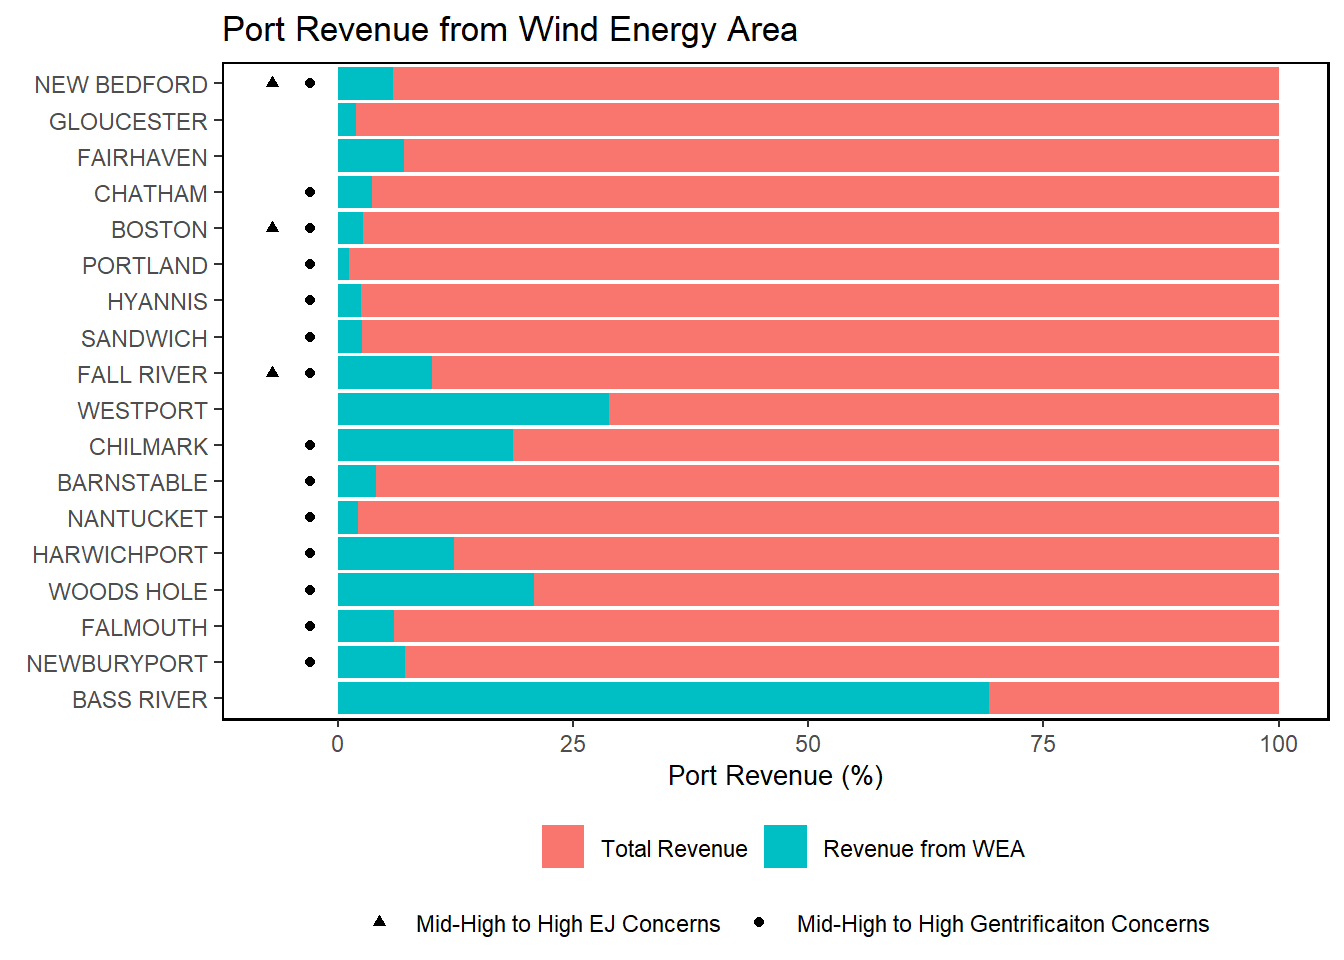 Port Revenue from Wind Energy Area
NEW BEDFORD
GLOUCESTER
FAIRHAVEN
CHATHAM
BOSTON
PORTLAND
HYANNIS
SANDWICH
FALL RIVER
WESTPORT
CHILMARK
BARNSTABLE
NANTUCKET
HARWICHPORT
WOODS HOLE
FALMOUTH
NEWBURYPORT
BASS RIVER
0 25 50 75 100
Port Revenue (%)
Total Revenue Revenue from WEA
Mid-High to High EJ Concerns Mid-High to High Gentrificaiton Concerns